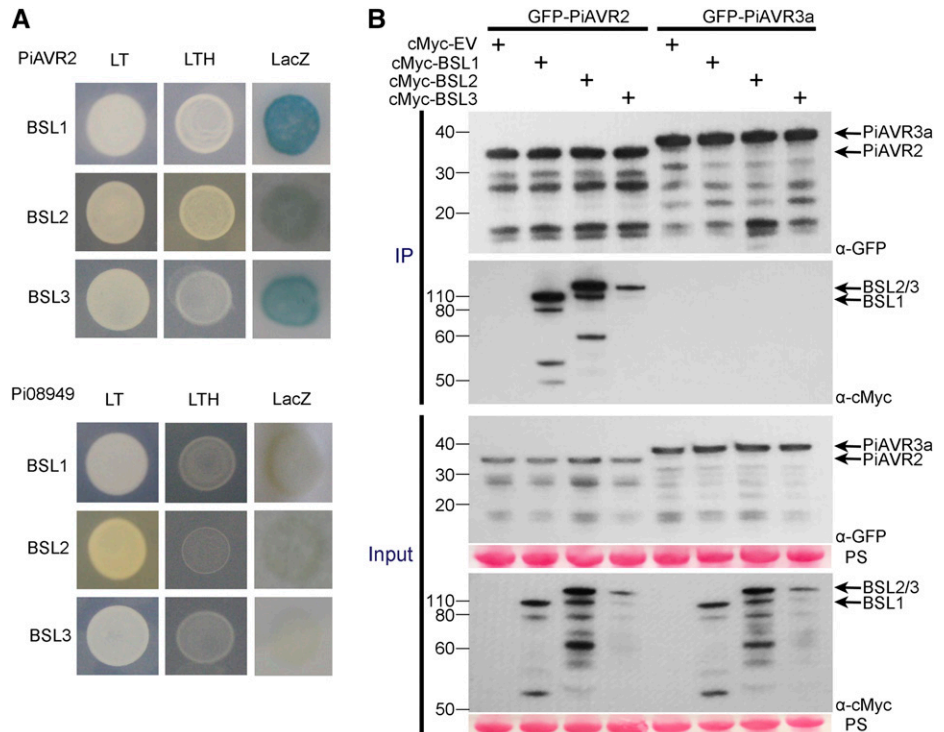 A
PiAVR2
LT
LTH
LacZ
BSL1
BSL2
BSL3
Pi08949
LT
LTH
LacZ
BSL1
BSL2
BSL3
B
GFP-PiAVR2
GFP-PiAVR3a
cMyc-EV
+
+
cMyc-BSL1
+
+
cMyc-BSL2
+
+
cMyc-BSL3
+
+
IP
40
30
20
PiAVR3a
PiAVR2
α-GFP
110
80
60
50
BSL2/3
BSL1
α-cMyc
Input
40
30
20
PiAVR3a
PiAVR2
α-GFP
PS
110
80
60
50
BSL2/3
BSL1
α-cMyc
PS